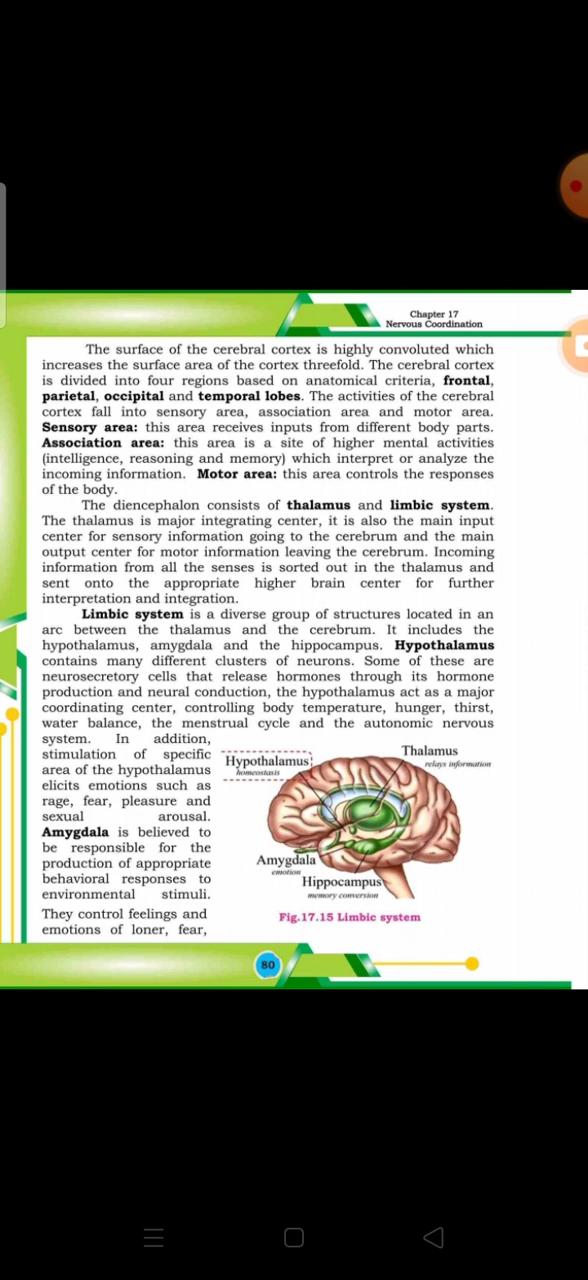 Chapter 17
Nervous Coordination
The surface of the cerebral cortex is highly convoluted which
increases the surface area of the cortex threefold. The cerebral cortex
is divided into four regions based on anatomical criteria, frontal,
parietal, occipital and temporal lobes. The activities of the cerebral
cortex fall into sensory area, association area and motor area.
Sensory area: this area receives inputs from different body parts.
Association area: this area is a site of higher mental activities
(intelligence, reasoning and memory) which interpret or analyze the
incoming information. Motor area: this area controls the responses
of the body.
The diencephalon consists of thalamus and limbic system.
The thalamus is major integrating center, it is also the main input
center for sensory information going to the cerebrum and the main
output center for motor information leaving the cerebrum. Incoming
information from all the senses is sorted out in the thalamus and
sent onto the appropriate higher brain center for further
interpretation and integration.
Limbic system is a diverse group of structures located in an
arc between the thalamus and the cerebrum. It includes the
hypothalamus, amygdala and the hippocampus. Hypothalamus
contains many different clusters of neurons. Some of these are
neurosecretory cells that release hormones through its hormone
production and neural conduction, the hypothalamus act as a major
coordinating center, controlling body temperature, hunger, thirst,
water balance, the menstrual cycle and the autonomic nervous
system. In addition,
stimulation of specific
area of the hypothalamus
elicits emotions such as
rage, fear, pleasure and
sexual arousal.
Amygdala is believed to
be responsible for the
production of appropriate
behavioral responses to
environmental stimuli.
They control feelings and
emotions of loner, fear,
Hypothalamus
homeostasis
Thalamus
relays information
Amygdala
emotion
Hippocampus
memory conversion
Fig.17.15 Limbic system
80